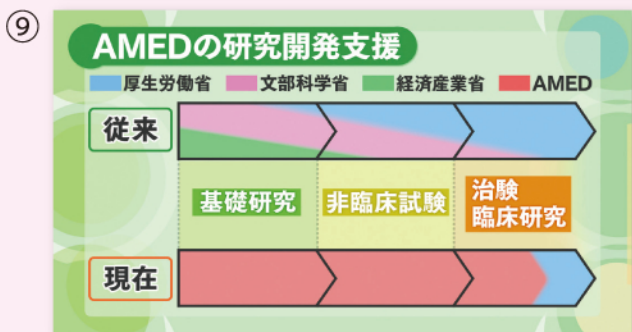 ⑨
AMEDの研究開発支援
厚生労働省 文部科学省 経済産業省 AMED
従来
基礎研究 非臨床試験 治験
臨床研究
現在